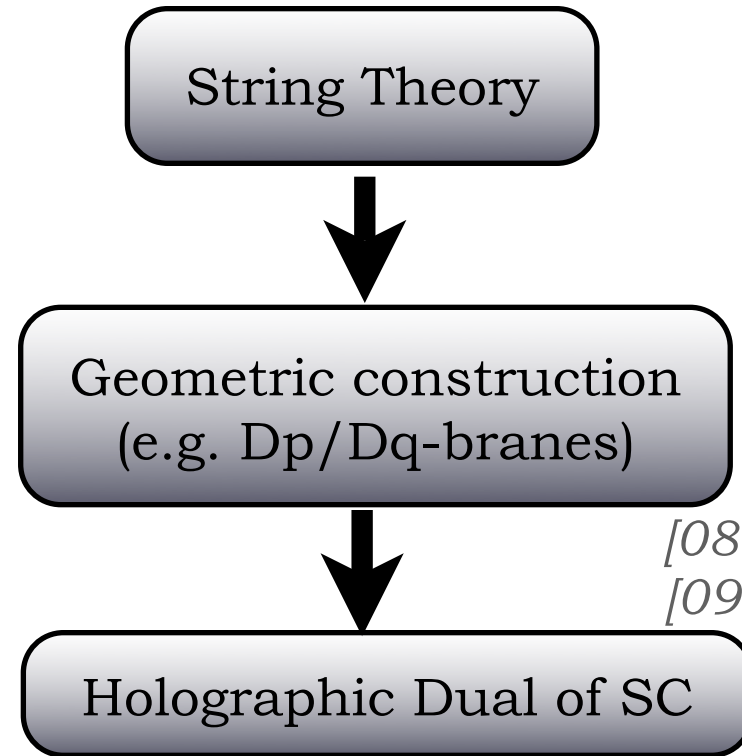 String Theory
Geometric construction
(e.g. Dp/Dq-branes)
[08
[09
Holographic Dual of SC